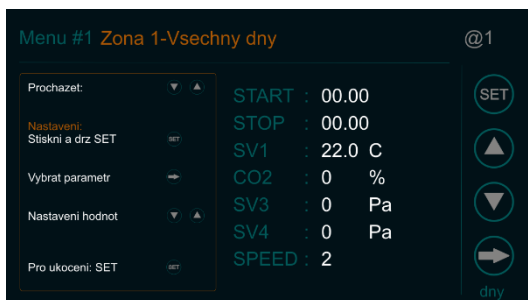 Menu #1 Zona 1-Vsechny dny
@1
Prochazet:
Nastaveni:
Stiskni a drz SET
SET
Vybrat parametr
Nastaveni hodnot
Pro ukoceni: SET
SET
START : 00.00
STOP : 00.00
SV1 : 22.0 C
CO2 : 0 %
SV3 : 0 Pa
SV4 : 0 Pa
SPEED : 2
SET
dny